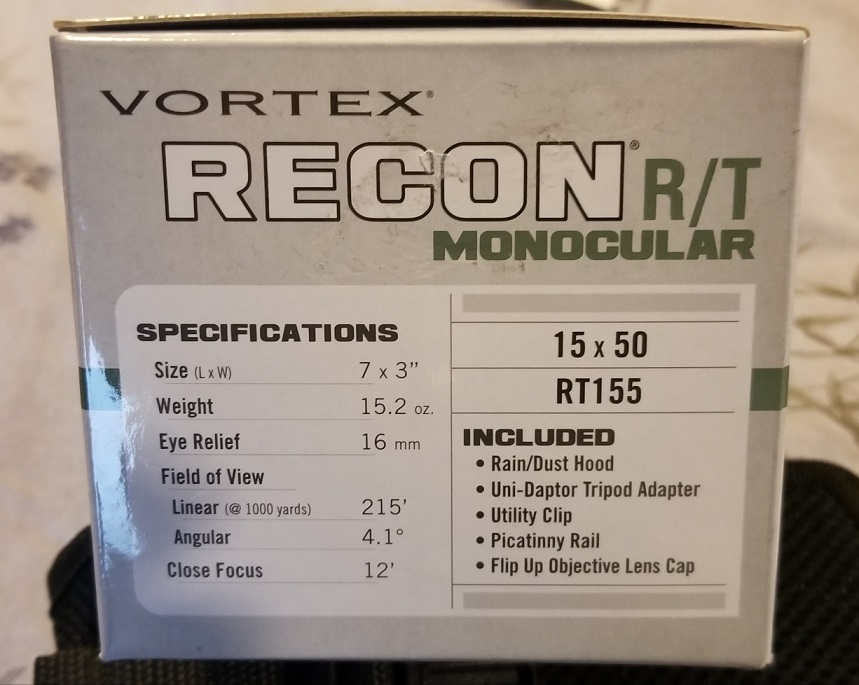 VORTEX®
RECON® R/T
MONOCULAR
SPECIFICATIONS
Size (L x W) 7 x 3”
Weight 15.2 oz.
Eye Relief 16 mm
Field of View
Linear (@ 1000 yards) 215’
Angular 4.1°
Close Focus 12’
15 x 50
RT155
INCLUDED
• Rain/Dust Hood
• Uni-Daptor Tripod Adapter
• Utility Clip
• Picatinny Rail
• Flip Up Objective Lens Cap